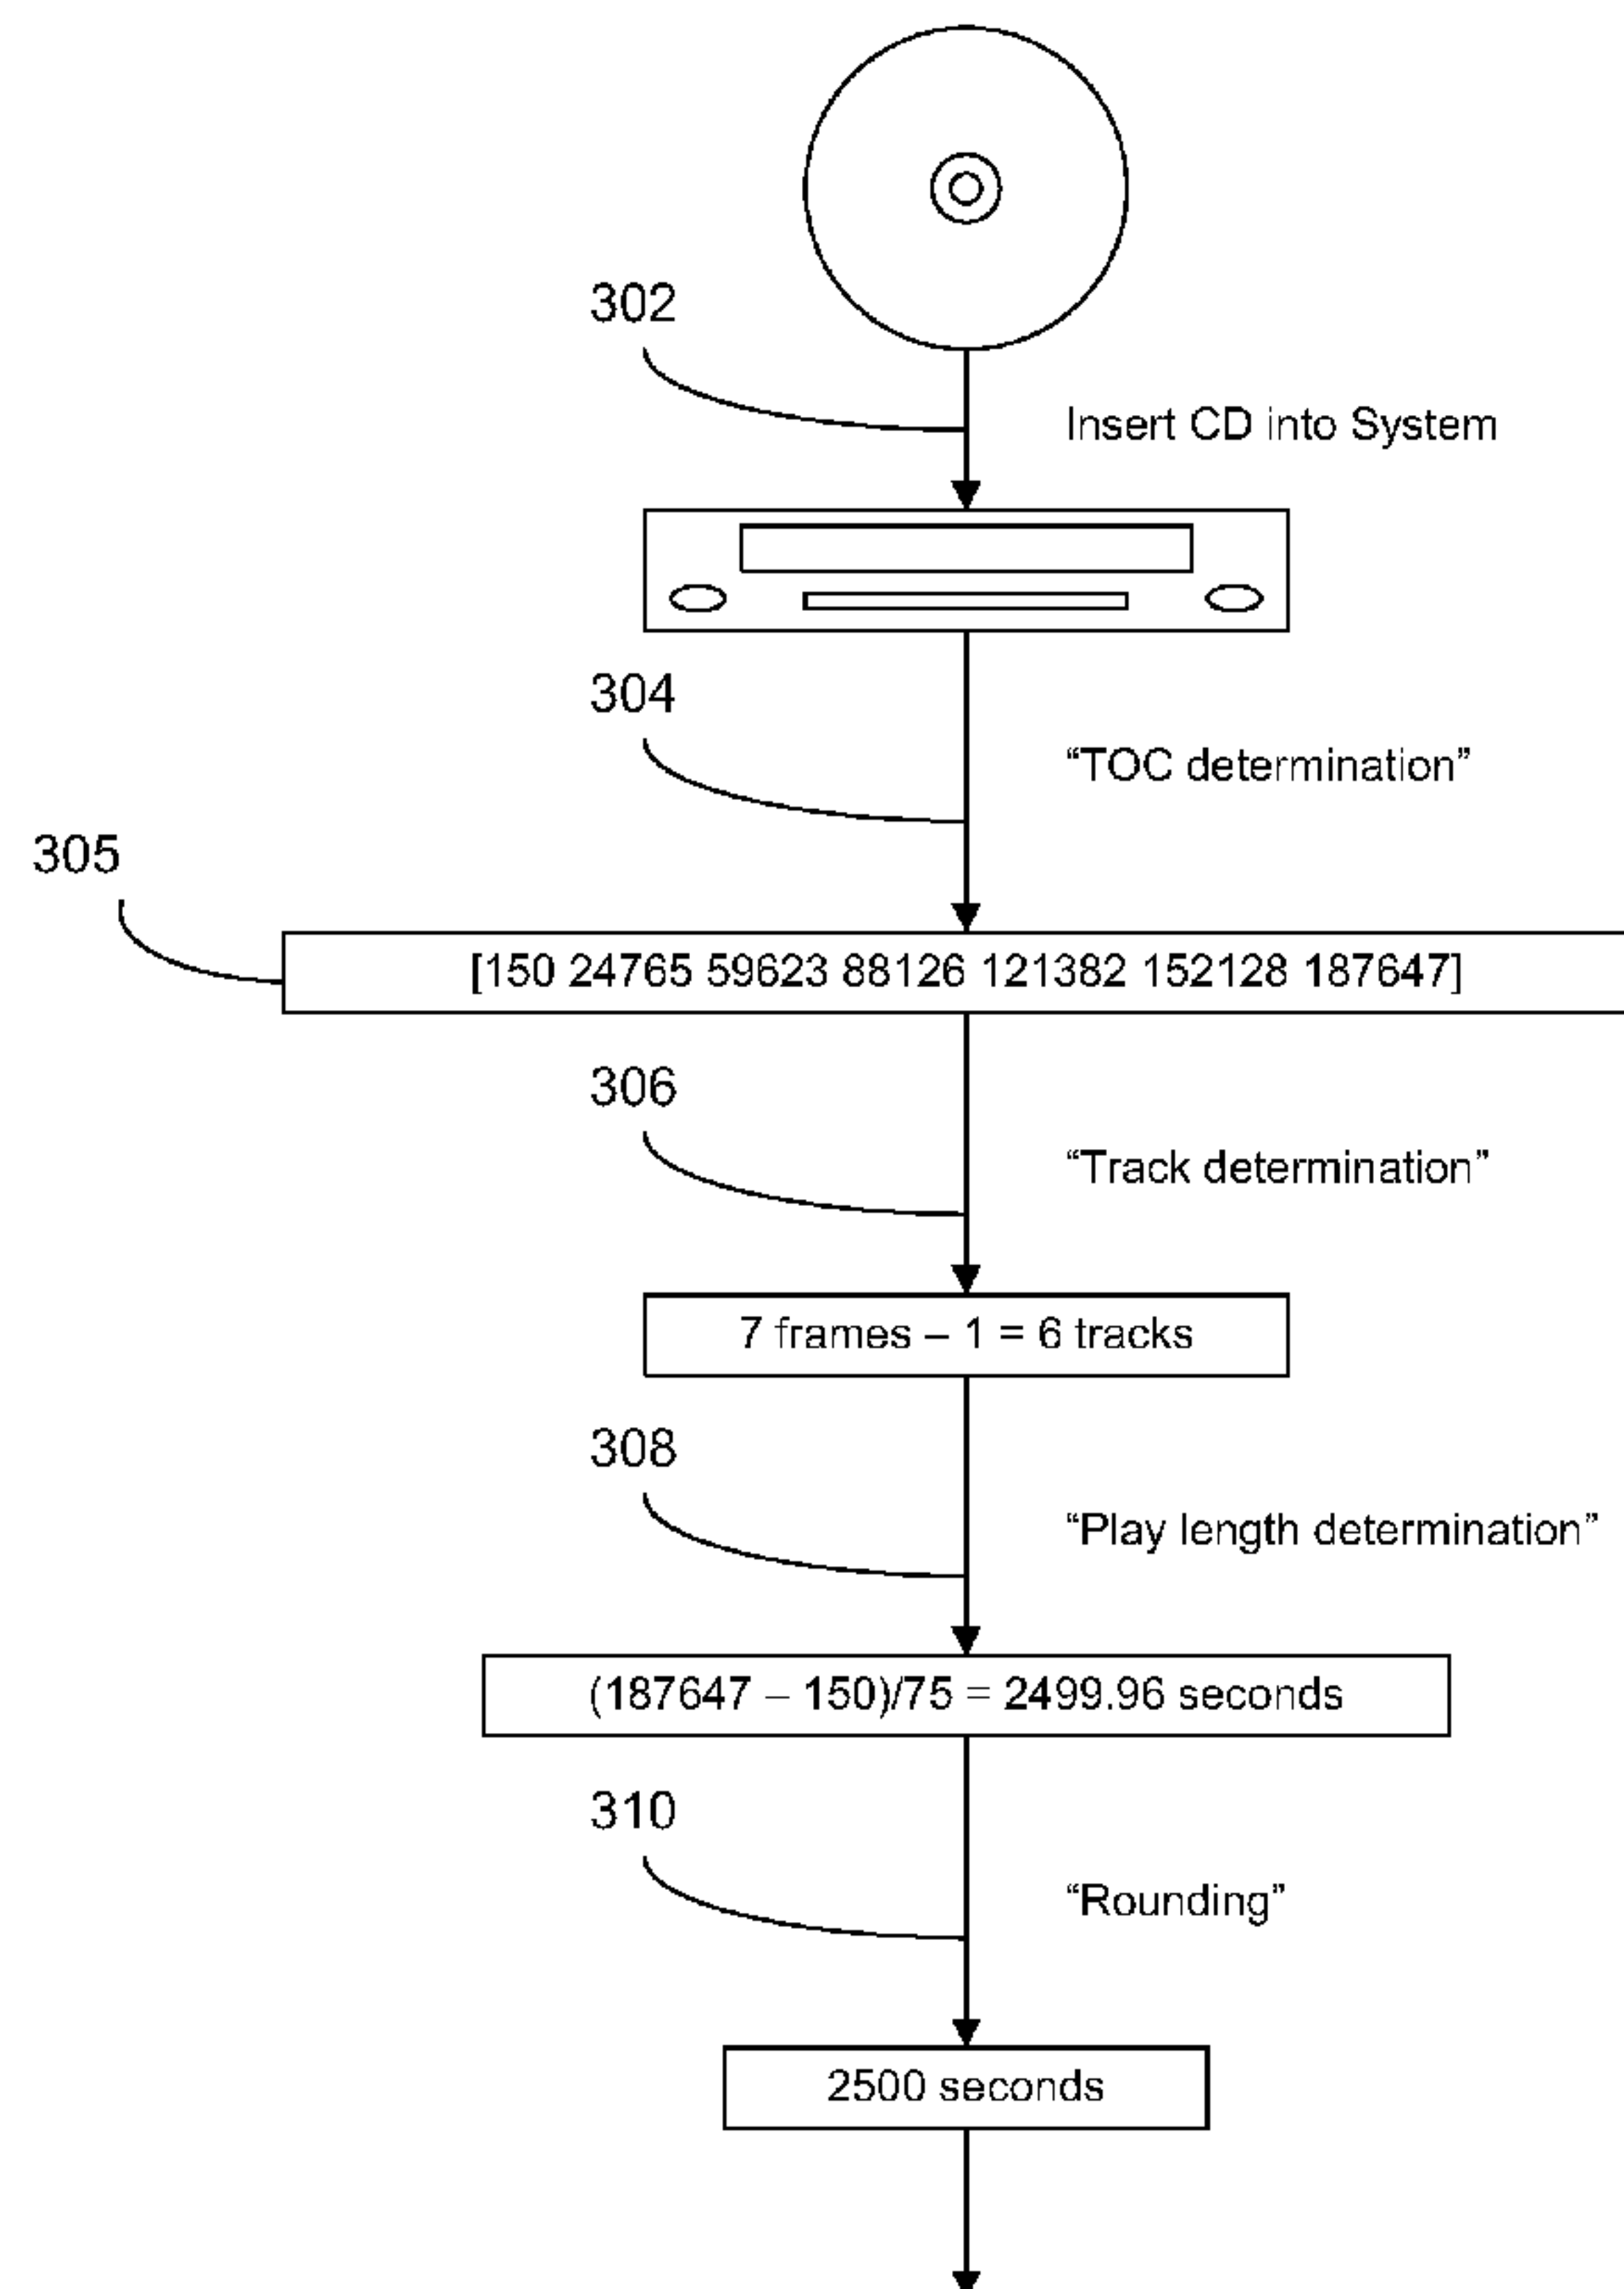 302
Insert CD into System
304
“TOC determination”
305
[150 24765 59623 88126 121382 152128 187647]
306
“Track determination”
7 frames – 1 = 6 tracks
308
“Play length determination”
(187647 – 150)/75 = 2499.96 seconds
310
“Rounding”
2500 seconds